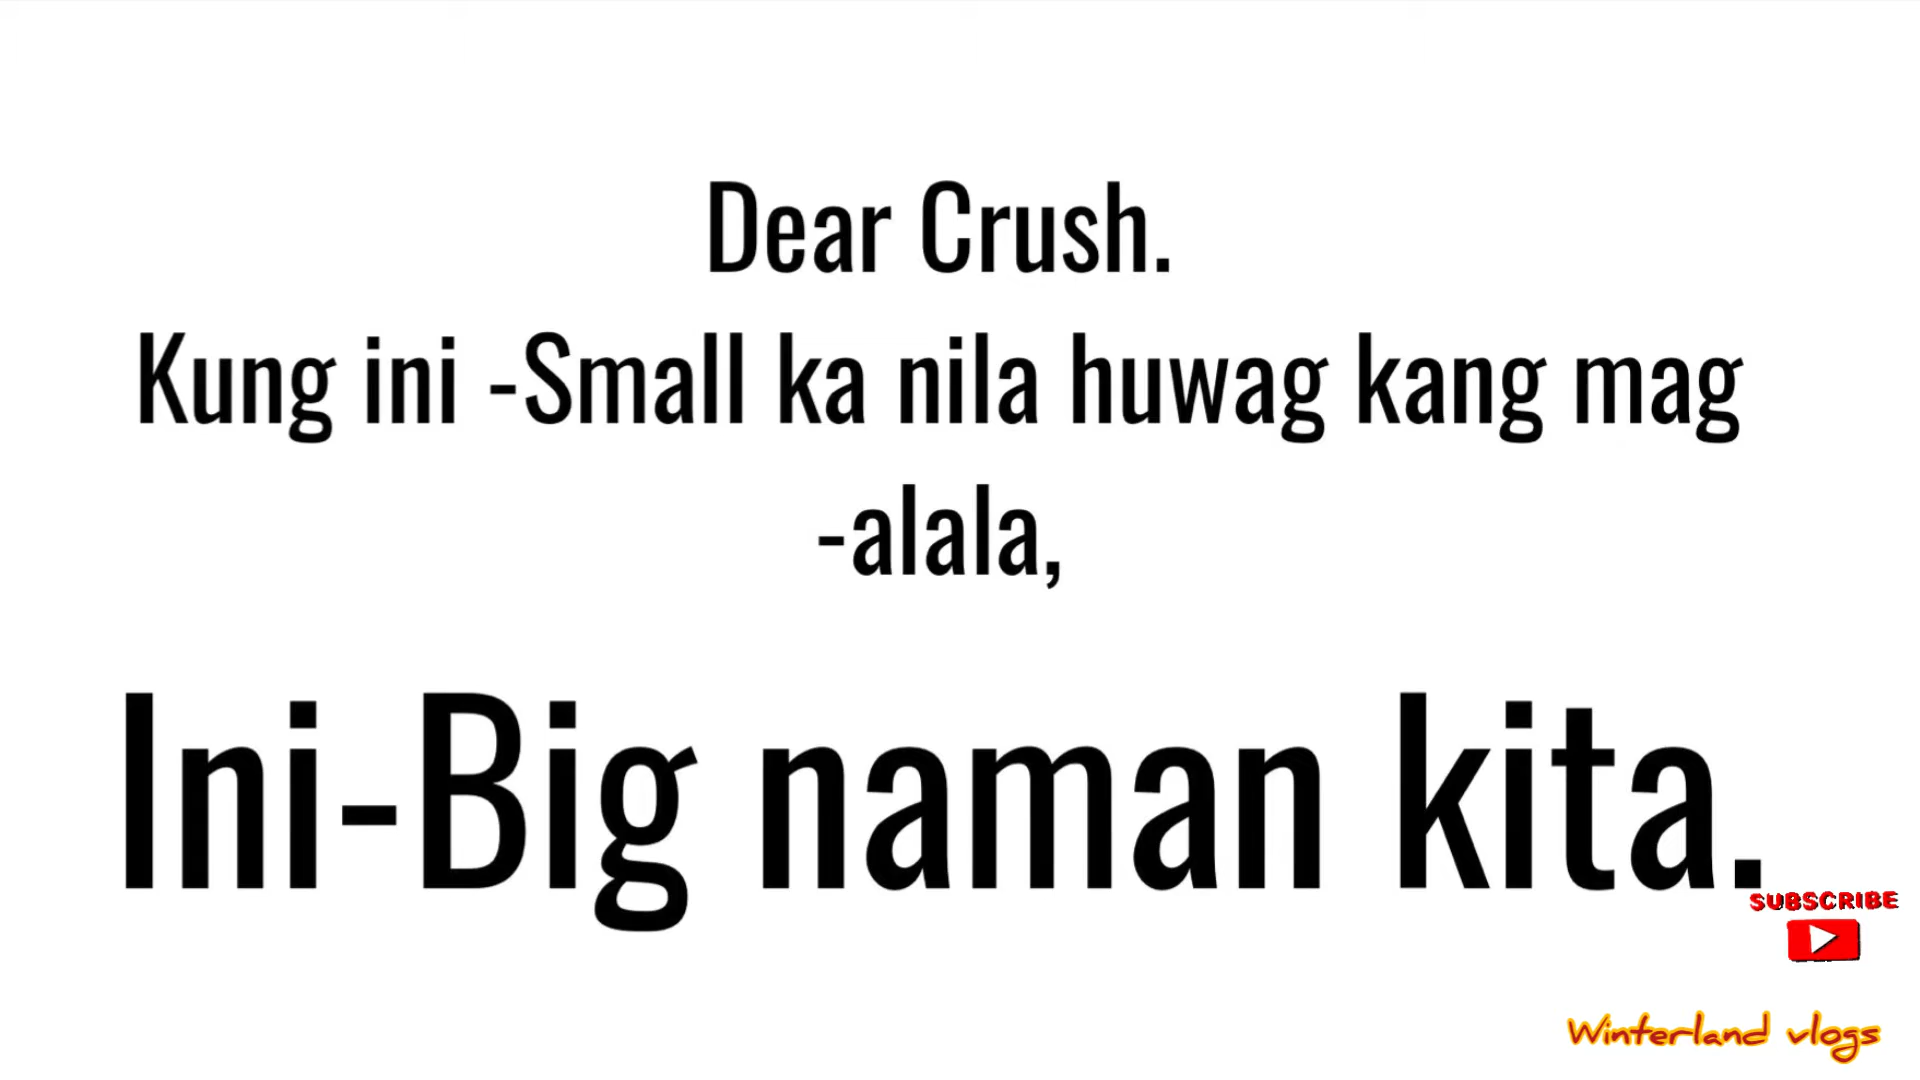 Dear Crush.
Kung ini -Small ka nila huwag kang mag
-alala,
Ini-Big naman kita.
SUBSCRIBE
Winterland vlogs